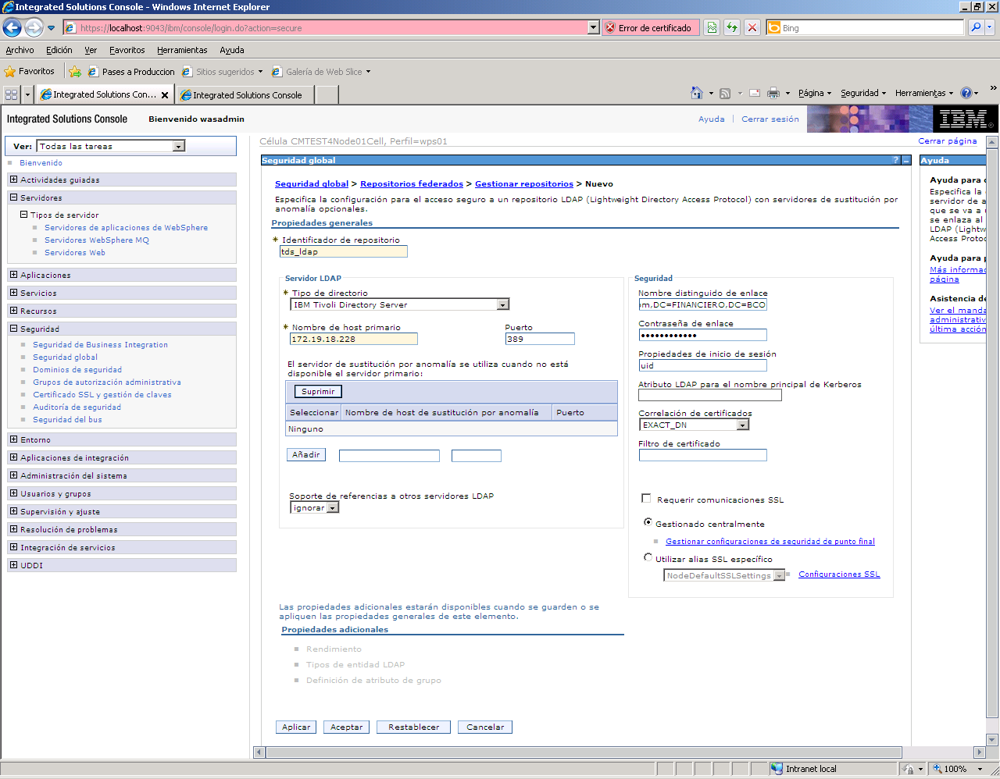 Integrated Solutions Console - Windows Internet Explorer
https://localhost:9043/ibm/console/login.do?action=secure
Error de certificado
Bing
Archivo Edición Ver Favoritos Herramientas Ayuda
Favoritos Pases a Produccion Sitios sugeridos Galería de Web Slice
Integrated Solutions Con... Integrated Solutions Console
Página Seguridad Herramientas »
Integrated Solutions Console Bienvenido wasadmin
Ayuda Cerrar sesión
IBM.
Ver: Todas las tareas
Bienvenido
Actividades guiadas
Servidores
Tipos de servidor
Servidores de aplicaciones de WebSphere
Servidores WebSphere MQ
Servidores Web
Aplicaciones
Servicios
Recursos
Seguridad
Seguridad de Business Integration
Seguridad global
Dominios de seguridad
Grupos de autorización administrativa
Certificado SSL y gestión de claves
Auditoría de seguridad
Seguridad del bus
Entorno
Aplicaciones de integración
Administración del sistema
Usuarios y grupos
Supervisión y ajuste
Resolución de problemas
Integración de servicios
UDDI
Célula CMTEST4Node01Cell, Perfil=wps01
Cerrar página
Seguridad global
? –
Seguridad global > Repositorios federados > Gestionar repositorios > Nuevo
Especifica la configuración para el acceso seguro a un repositorio LDAP (Lightweight Directory Access Protocol) con servidores de sustitución por
anomalía opcionales.
Propiedades generales
* Identificador de repositorio
tds_ldap
Servidor LDAP
* Tipo de directorio
IBM Tivoli Directory Server
* Nombre de host primario Puerto
172.19.18.228 389
El servidor de sustitución por anomalía se utiliza cuando no está
disponible el servidor primario:
Suprimir
Seleccionar Nombre de host de sustitución por anomalía Puerto
Ninguno
Añadir
Soporte de referencias a otros servidores LDAP
ignorar
Seguridad
Nombre distinguido de enlace
m,DC=FINANCIERO,DC=BCO
Contraseña de enlace
●●●●●●●●●●●●
Propiedades de inicio de sesión
uid
Atributo LDAP para el nombre principal de Kerberos
Correlación de certificados
EXACT_DN
Filtro de certificado
Requerir comunicaciones SSL
Gestionado centralmente
Gestionar configuraciones de seguridad de punto final
Utilizar alias SSL específico
NodeDefaultSSLSettings Configuraciones SSL
Las propiedades adicionales estarán disponibles cuando se guarden o se
apliquen las propiedades generales de este elemento.
Propiedades adicionales
Rendimiento
Tipos de entidad LDAP
Definición de atributo de grupo
Aplicar Aceptar Restablecer Cancelar
Ayuda
Ayuda para c
Especifica la
servidor de a
que se va a u
se enlaza al
LDAP (Lightw
Access Protoc
Ayuda para p
Más informac
página
Asistencia de
Ver el manda
administrativ
última acción
Intranet local
100%